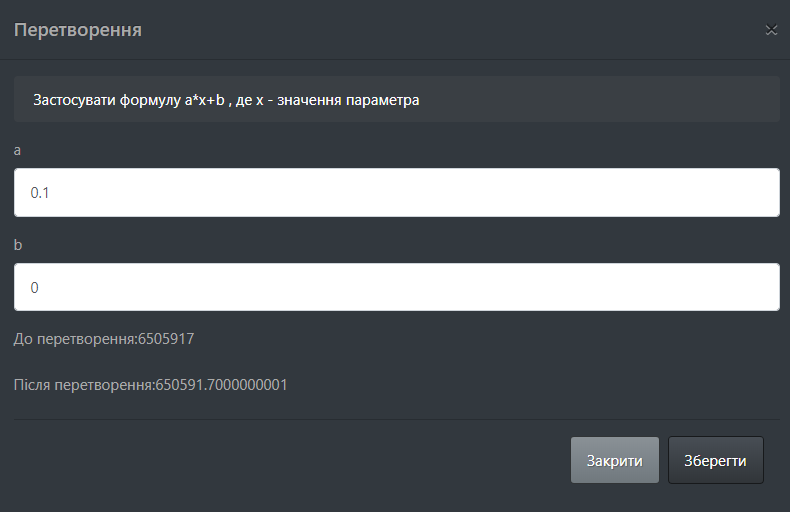 Перетворення
Застосувати формулу a*x+b , де x - значення параметра
a
0.1
b
0
До перетворення:6505917
Після перетворення:650591.7000000001
Закрити
Зберегти